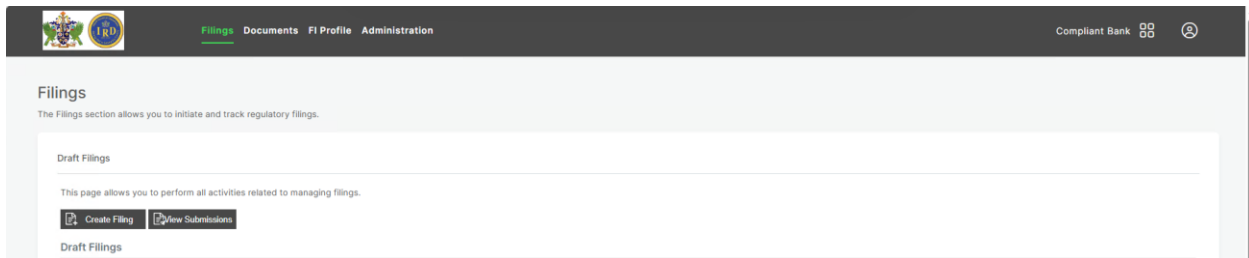 IRD
Filings Documents FI Profile Administration Compliant Bank
Filings
The Filings section allows you to initiate and track regulatory filings.
Draft Filings
This page allows you to perform all activities related to managing filings.
Create Filing View Submissions
Draft Filings